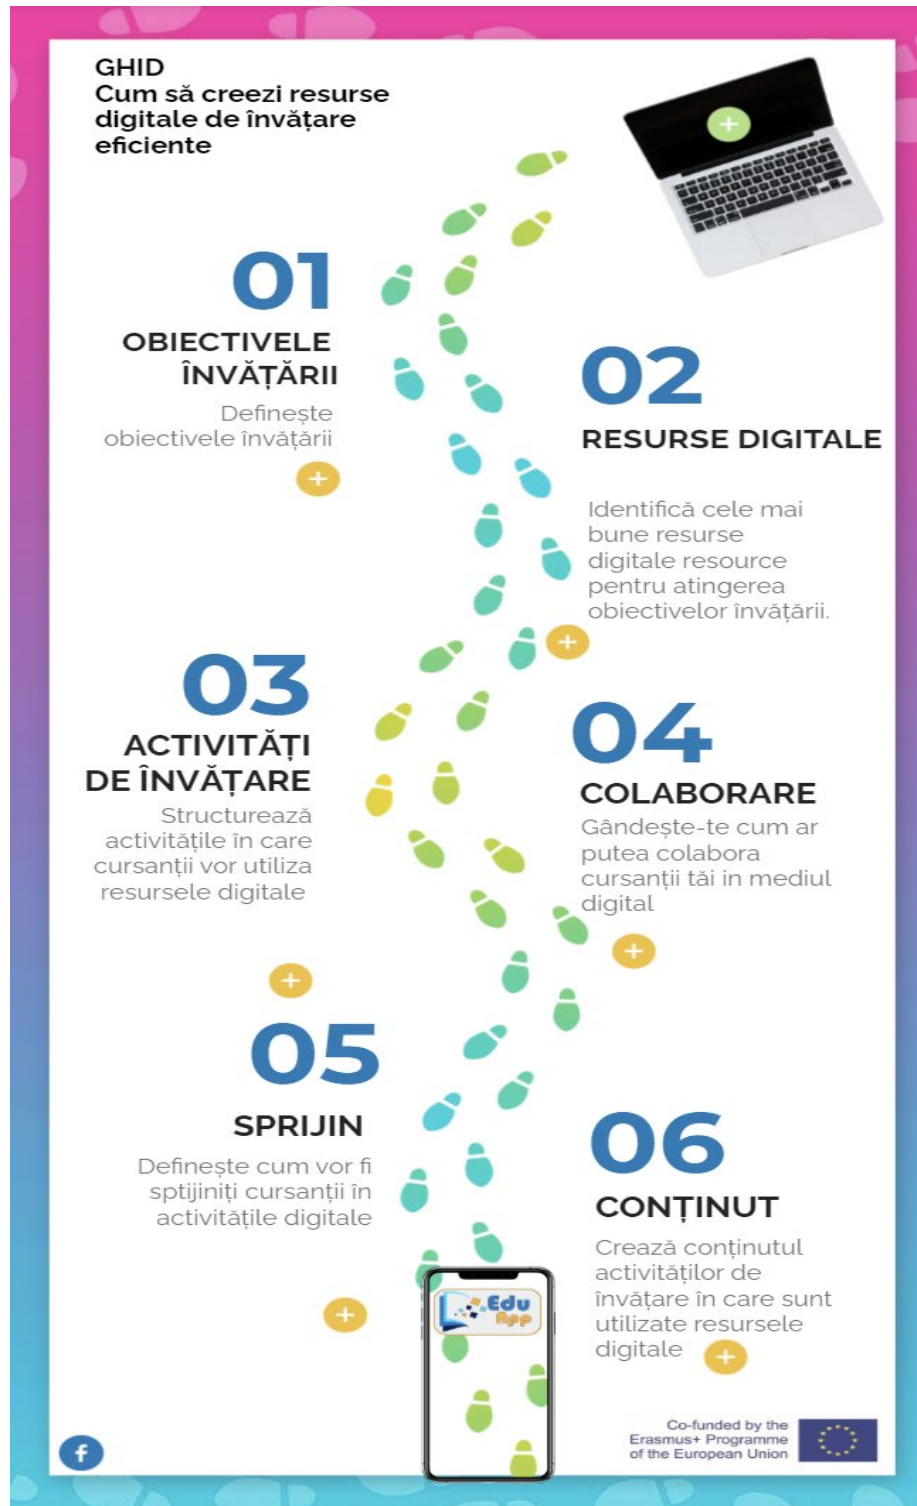 GHID
Cum să creezi resurse
digitale de învățare
eficiente
01
OBIECTIVELE
ÎNVĂȚĂRII
Definește
obiectivele învățării
02
RESURSE DIGITALE
Identifică cele mai
bune resurse
digitale resource
pentru atingerea
obiectivelor învățării.
03
ACTIVITĂȚI
DE ÎNVĂȚARE
Structurează
activitățile în care
cursanții vor utiliza
resursele digitale
04
COLABORARE
Gândește-te cum ar
putea colabora
cursanții tăi in mediul
digital
05
SPRIJIN
Definește cum vor fi
sptijiniți cursanții în
activitățile digitale
06
CONȚINUT
Crează conținutul
activităților de
învățare în care sunt
utilizate resursele
digitale
Edu
App
Co-funded by the
Erasmus+ Programme
of the European Union
f